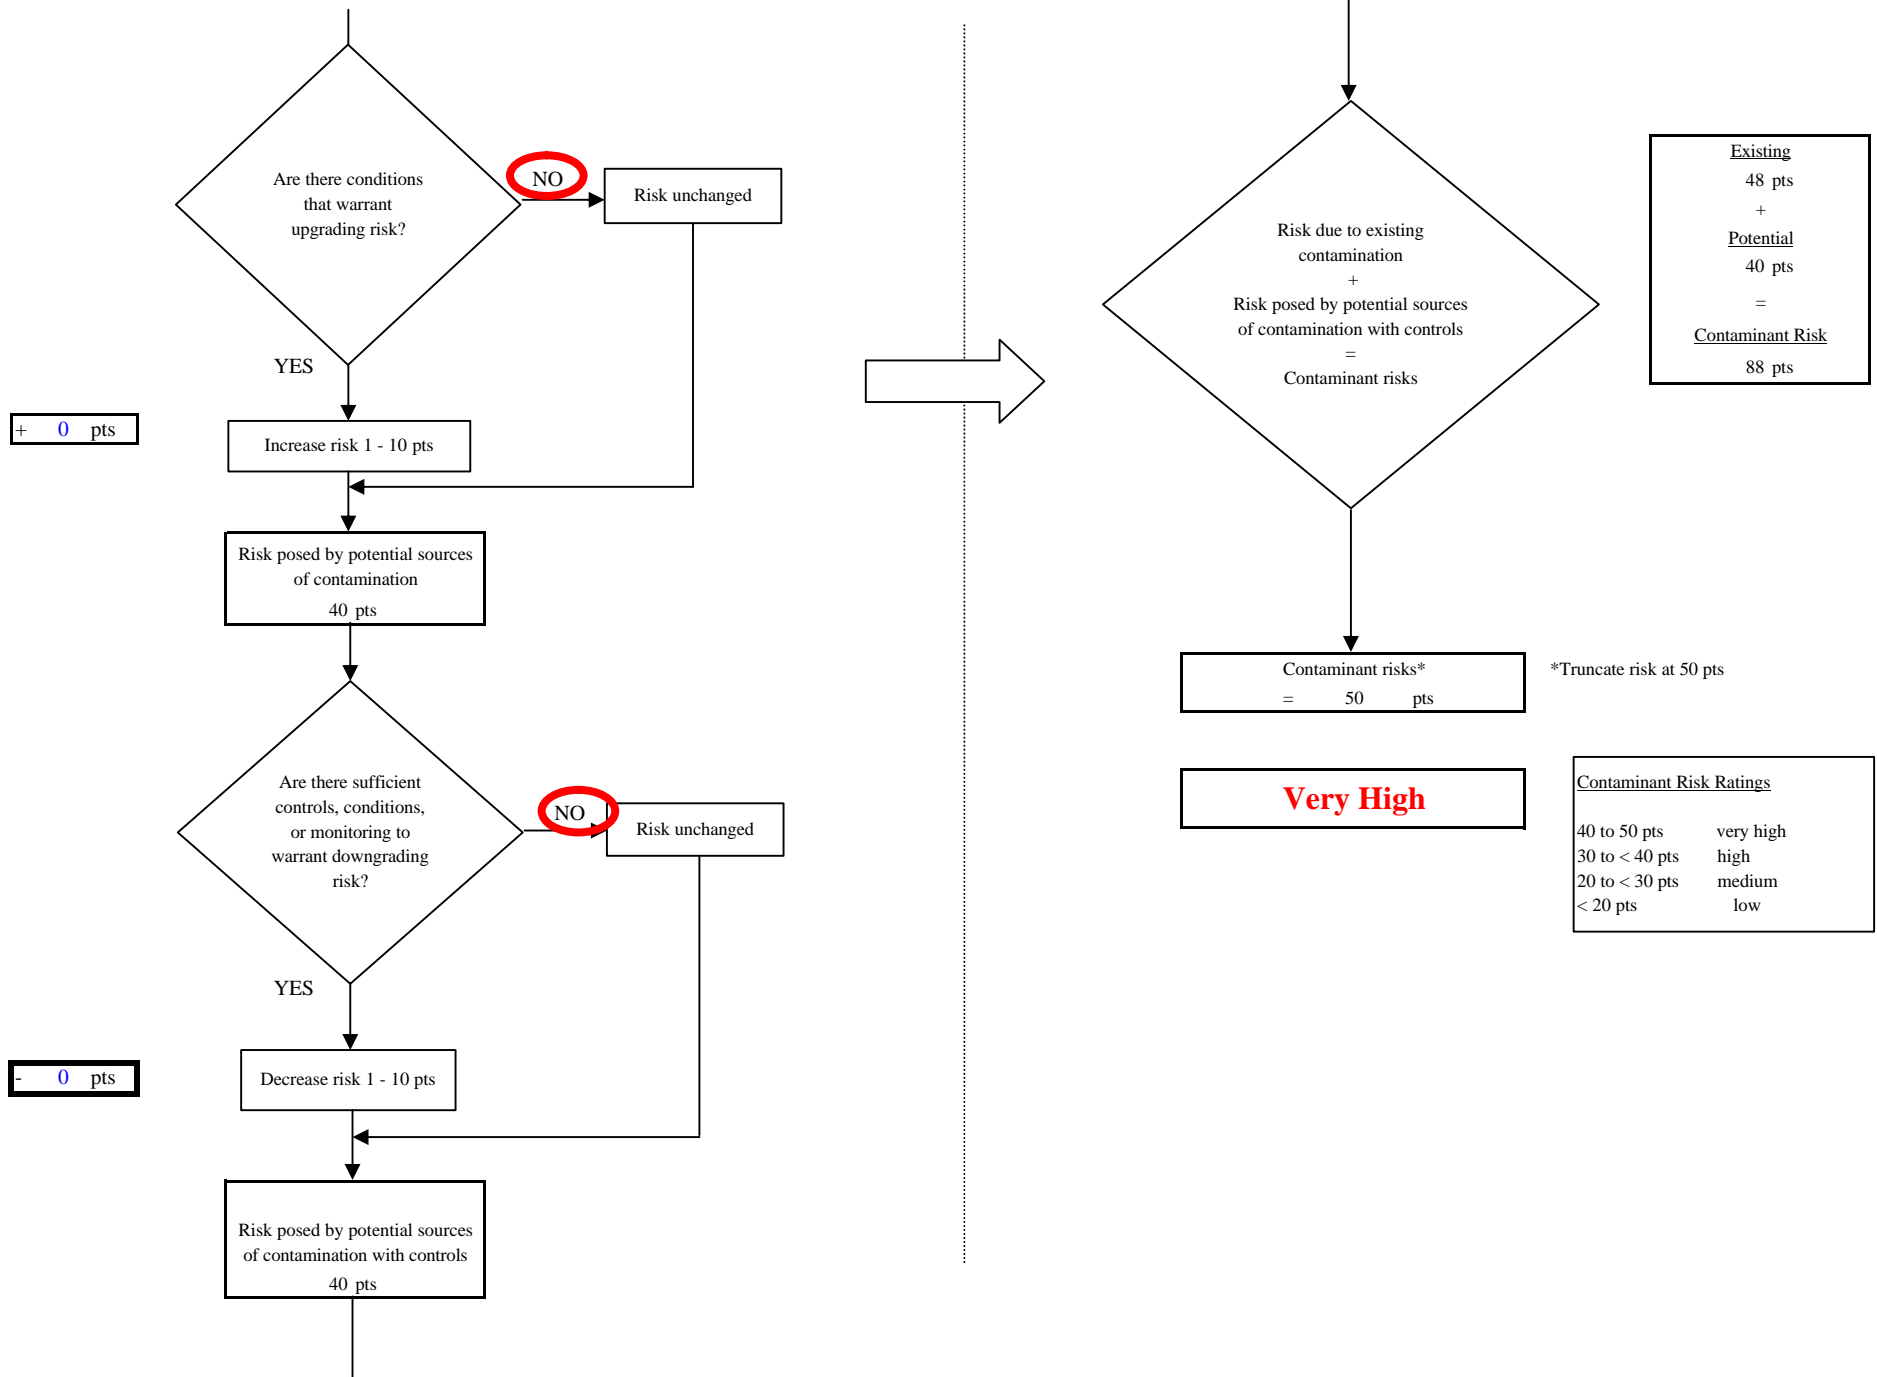 Are there conditions
that warrant
upgrading risk?
NO
Risk unchanged
YES
+ 0 pts
Increase risk 1 - 10 pts
Risk posed by potential sources
of contamination
40 pts
Are there sufficient
controls, conditions,
or monitoring to
warrant downgrading
risk?
NO
Risk unchanged
YES
- 0 pts
Decrease risk 1 - 10 pts
Risk posed by potential sources
of contamination with controls
40 pts
Risk due to existing
contamination
+
Risk posed by potential sources
of contamination with controls
=
Contaminant risks
Existing
48 pts
+
Potential
40 pts
=
Contaminant Risk
88 pts
Contaminant risks*
= 50 pts
*Truncate risk at 50 pts
Very High
Contaminant Risk Ratings
40 to 50 pts very high
30 to < 40 pts high
20 to < 30 pts medium
< 20 pts low